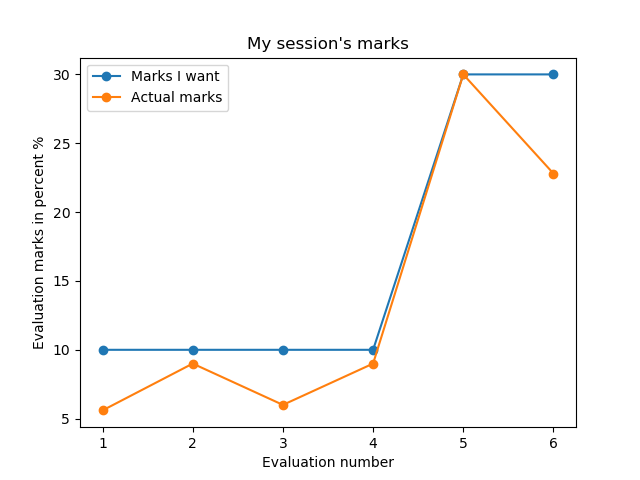 My session's marks
Marks I want
Actual marks
Evaluation marks in percent %
30
25
20
15
10
5
1 2 3 4 5 6
Evaluation number